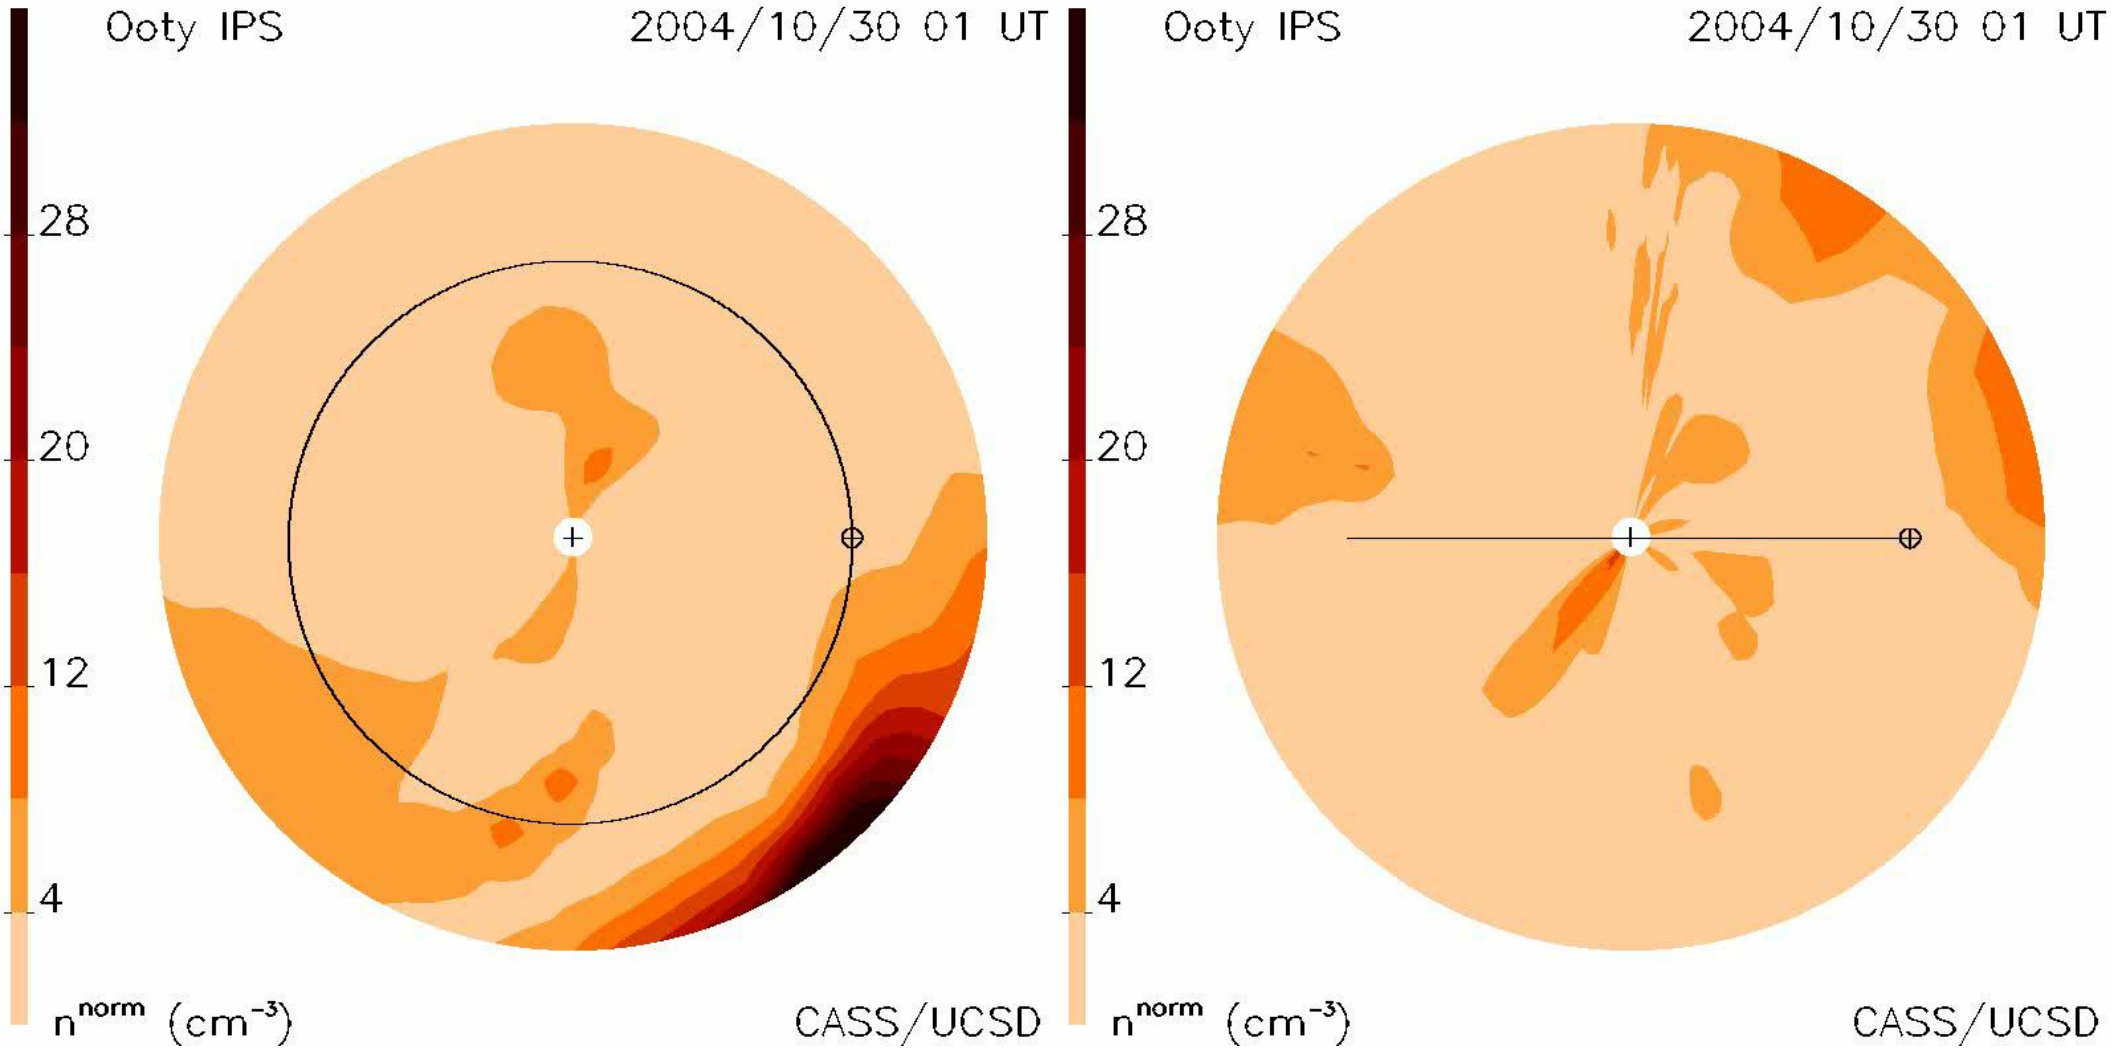 Ooty IPS 2004/10/30 01 UT
28
20
12
4
n^norm (cm^-3) CASS/UCSD
Ooty IPS 2004/10/30 01 UT
28
20
12
4
n^norm (cm^-3) CASS/UCSD